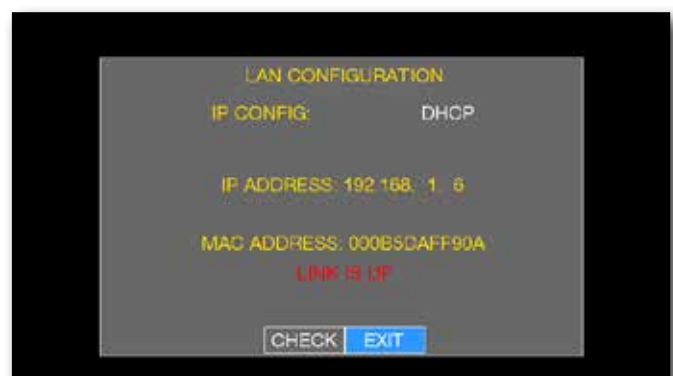 LAN CONFIGURATION
IP CONFIG: DHCP
IP ADDRESS: 192.168. 1. 6
MAC ADDRESS: 000B5DAFF90A
LINK IS UP
CHECK EXIT